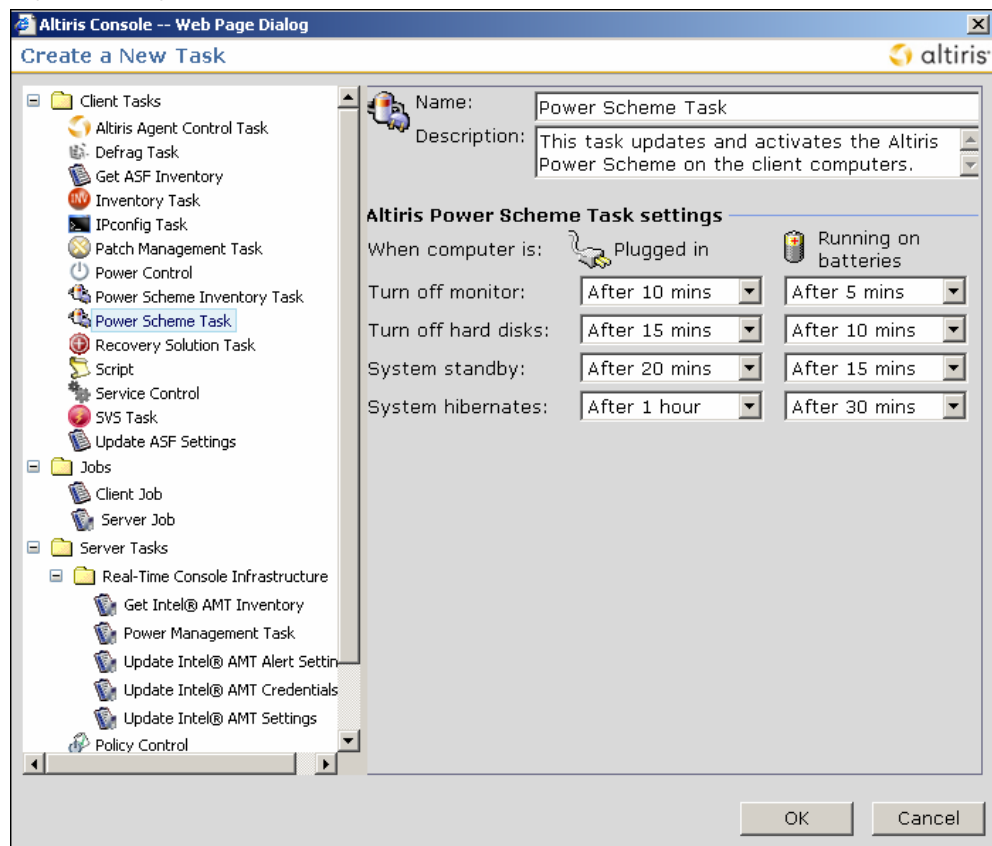 Altiris Console -- Web Page Dialog
Create a New Task
altiris
Client Tasks
Altiris Agent Control Task
Defrag Task
Get ASF Inventory
INV
Inventory Task
IPconfig Task
Patch Management Task
Power Control
Power Scheme Inventory Task
Power Scheme Task
Recovery Solution Task
Script
Service Control
SVS Task
Update ASF Settings
Jobs
Client Job
Server Job
Server Tasks
Real-Time Console Infrastructure
Get Intel® AMT Inventory
Power Management Task
Update Intel® AMT Alert Settin
Update Intel® AMT Credentials
Update Intel® AMT Settings
Policy Control
Name: Power Scheme Task
Description: This task updates and activates the Altiris
Power Scheme on the client computers.
Altiris Power Scheme Task settings
When computer is: Plugged in Running on
batteries
Turn off monitor: After 10 mins After 5 mins
Turn off hard disks: After 15 mins After 10 mins
System standby: After 20 mins After 15 mins
System hibernates: After 1 hour After 30 mins
OK Cancel